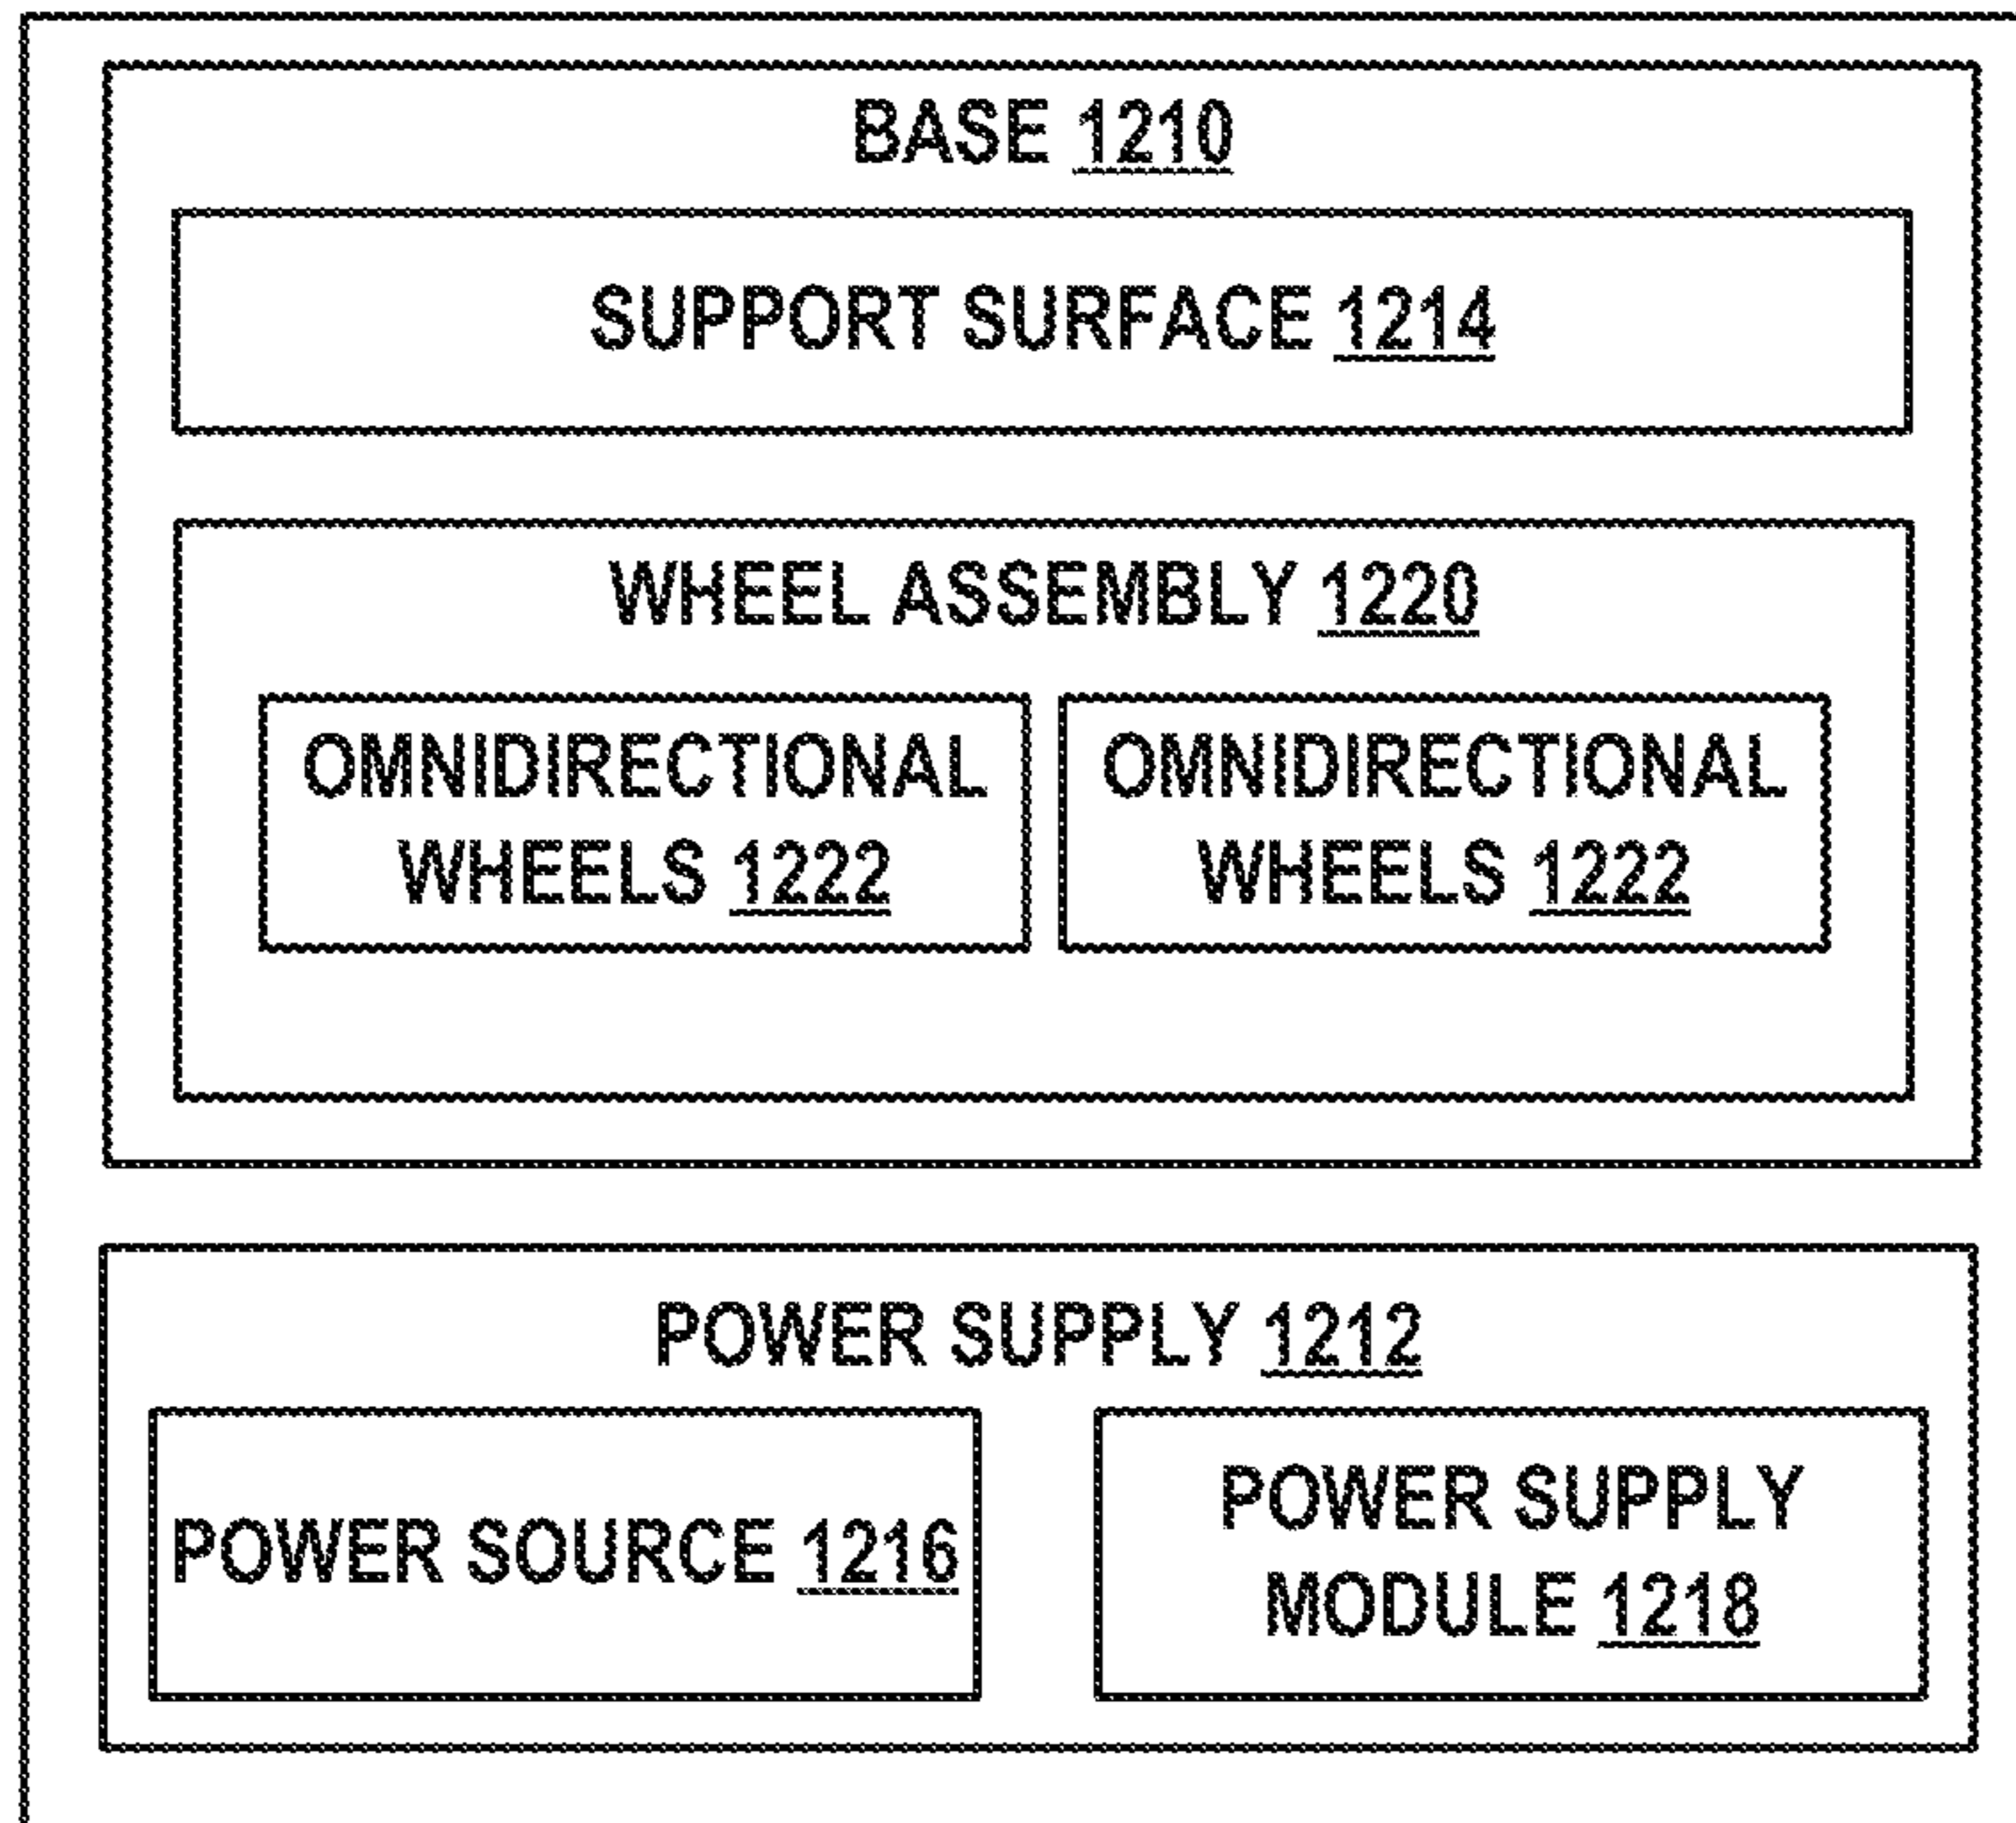 BASE 1210
SUPPORT SURFACE 1214
WHEEL ASSEMBLY 1220
OMNIDIRECTIONAL
WHEELS 1222
OMNIDIRECTIONAL
WHEELS 1222
POWER SUPPLY 1212
POWER SOURCE 1216
POWER SUPPLY
MODULE 1218